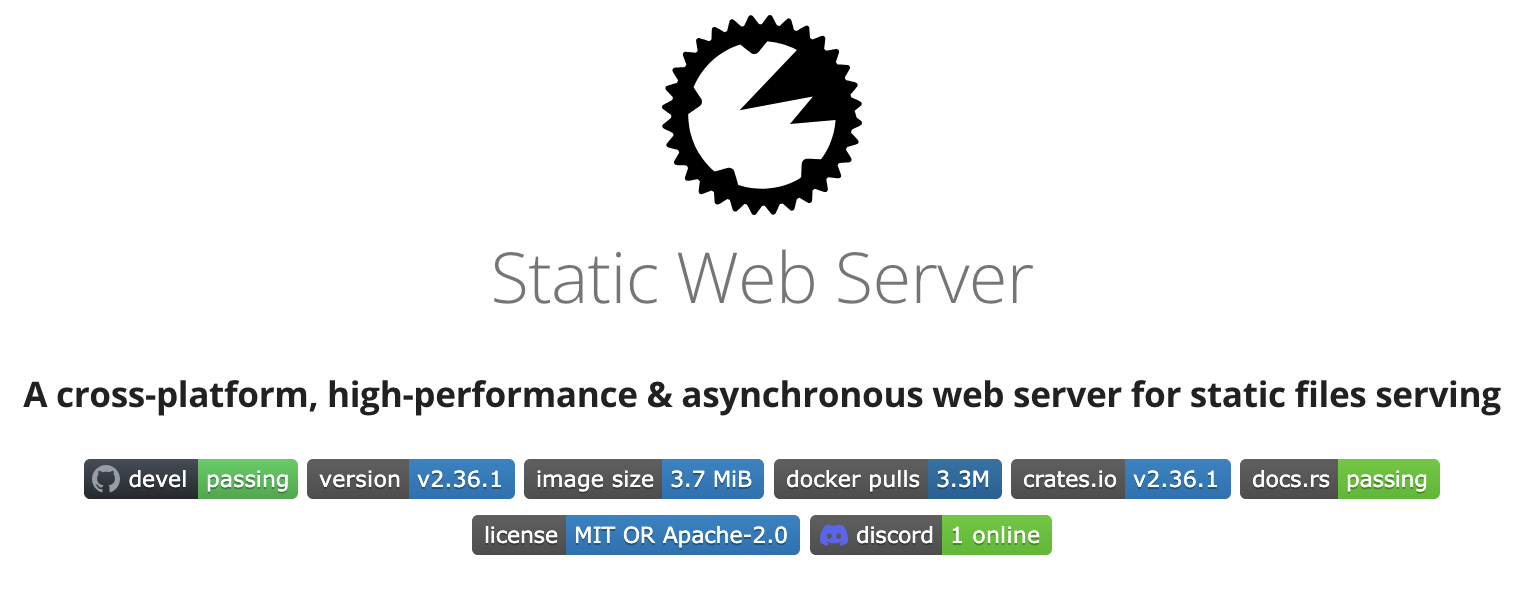 Static Web Server
A cross-platform, high-performance & asynchronous web server for static files serving
devel passing version v2.36.1 image size 3.7 MiB docker pulls 3.3M crates.io v2.36.1 docs.rs passing
license MIT OR Apache-2.0 discord 1 online